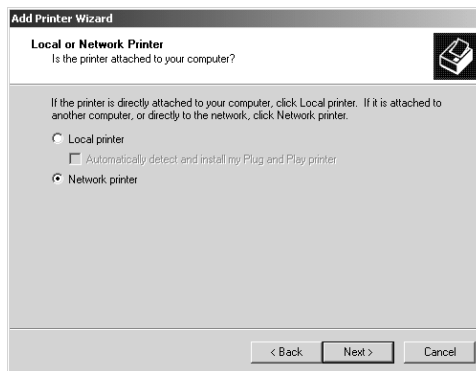 Add Printer Wizard
Local or Network Printer
Is the printer attached to your computer?
If the printer is directly attached to your computer, click Local printer. If it is attached to
another computer, or directly to the network, click Network printer.
Local printer
Automatically detect and install my Plug and Play printer
Network printer
< Back Next > Cancel